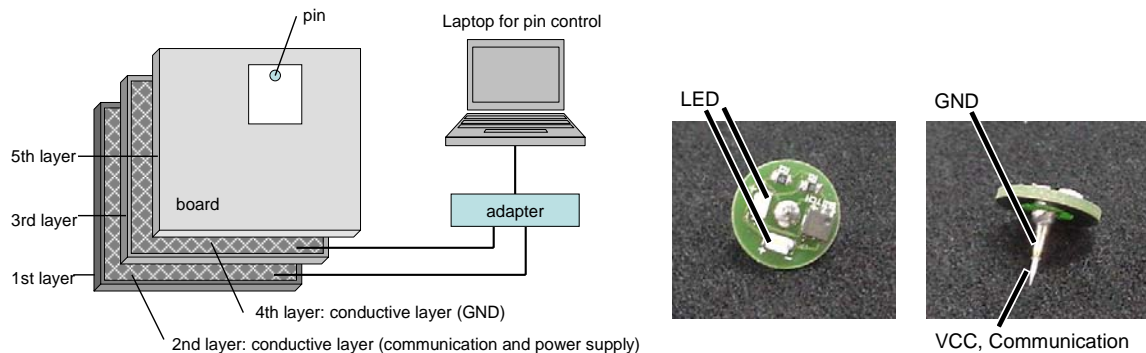 pin
Laptop for pin control
5th layer
3rd layer
1st layer
board
adapter
4th layer: conductive layer (GND)
2nd layer: conductive layer (communication and power supply)
LED
GND
VCC, Communication